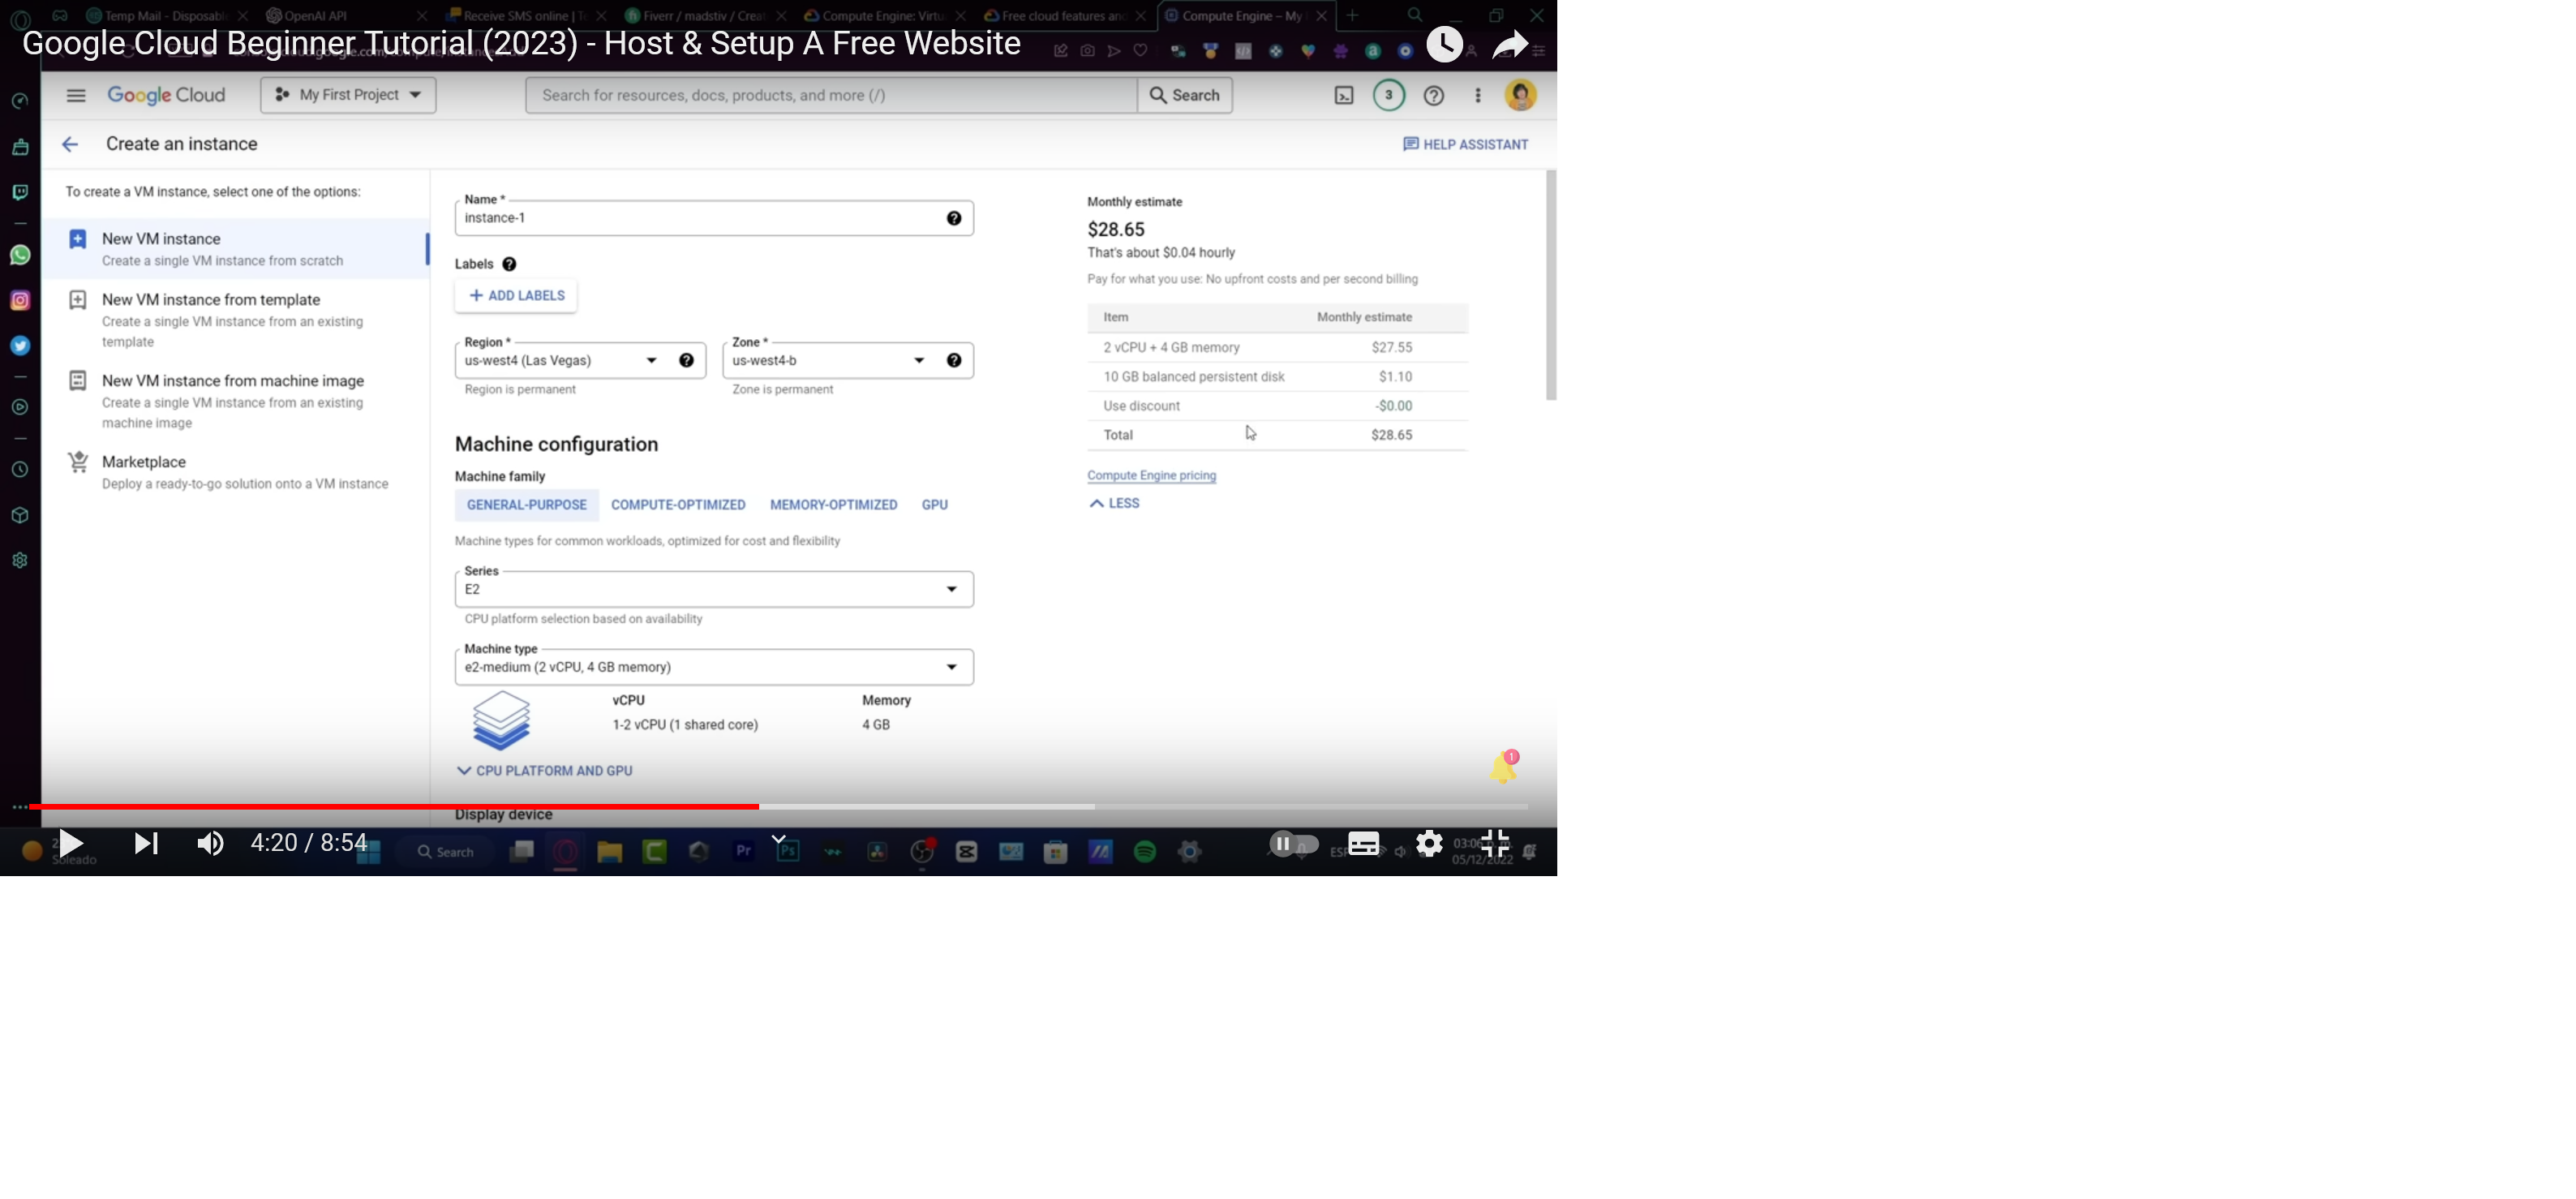 Temp Mail - Disposabl
OpenAI API
Receive SMS online | Te
Fiverr / madstiv / Creat
Compute Engine: Virtu
Free cloud features and
Compute Engine – My
Google Cloud Beginner Tutorial (2023) - Host & Setup A Free Website
Google Cloud
My First Project
Search for resources, docs, products, and more (/)
Search
3
Create an instance
HELP ASSISTANT
To create a VM instance, select one of the options:
New VM instance
Create a single VM instance from scratch
New VM instance from template
Create a single VM instance from an existing
template
New VM instance from machine image
Create a single VM instance from an existing
machine image
Marketplace
Deploy a ready-to-go solution onto a VM instance
Name *
instance-1
Labels
+ ADD LABELS
Region *
us-west4 (Las Vegas)
Region is permanent
Zone *
us-west4-b
Zone is permanent
Machine configuration
Machine family
GENERAL-PURPOSE COMPUTE-OPTIMIZED MEMORY-OPTIMIZED GPU
Machine types for common workloads, optimized for cost and flexibility
Series
E2
CPU platform selection based on availability
Machine type
e2-medium (2 vCPU, 4 GB memory)
vCPU Memory
1-2 vCPU (1 shared core) 4 GB
CPU PLATFORM AND GPU
Display device
Monthly estimate
$28.65
That's about $0.04 hourly
Pay for what you use: No upfront costs and per second billing
Item Monthly estimate
2 vCPU + 4 GB memory $27.55
10 GB balanced persistent disk $1.10
Use discount -$0.00
Total $28.65
Compute Engine pricing
LESS
1
4:20 / 8:54
Soleado
Search
Pr
Ps
03:06 p. m.
05/12/2022